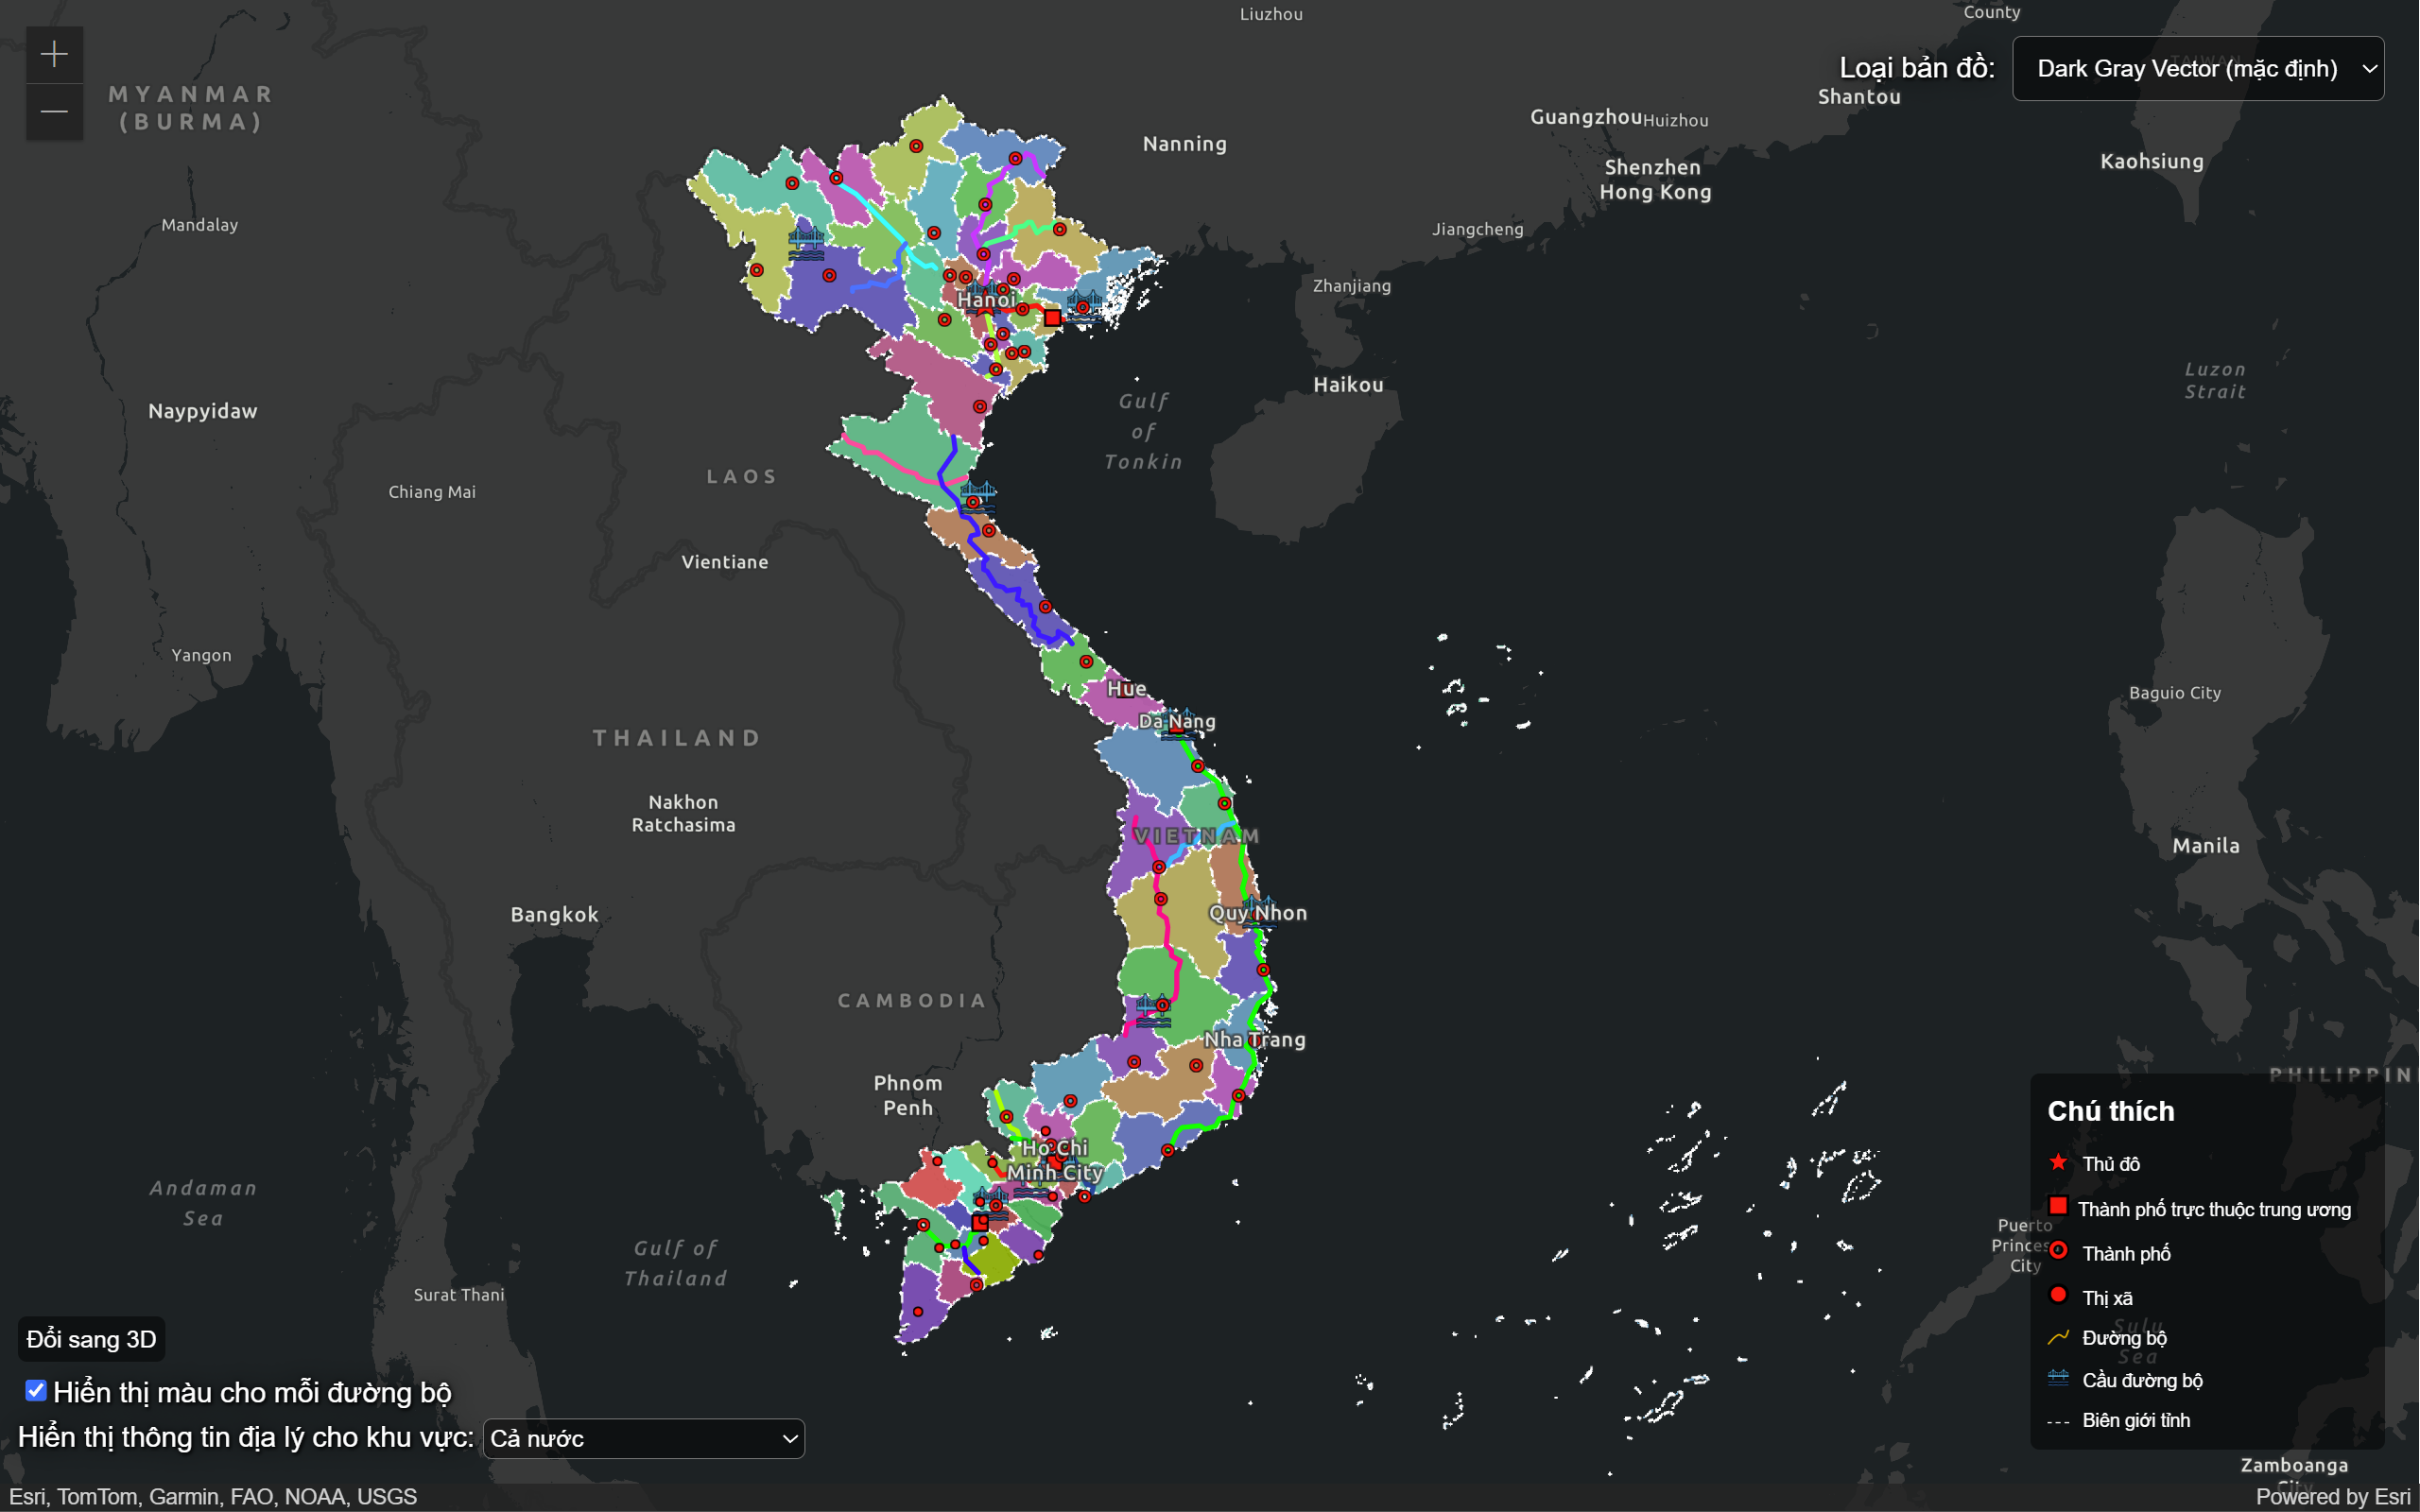 Liuzhou
County
Loại bản đồ:
Dark Gray Vector (mặc định)
TAIWAN
MYANMAR
(BURMA)
Shantou
Guangzhou
Huizhou
Nanning
Shenzhen
Hong Kong
Kaohsiung
Mandalay
Jiangcheng
Zhanjiang
Hanoi
Haikou
Luzon
Strait
Naypyidaw
Gulf
of
Tonkin
LAOS
Chiang Mai
Vientiane
Yangon
Hue
Baguio City
Da Nang
THAILAND
Nakhon
Ratchasima
VIETNAM
Manila
Bangkok
Quy Nhon
CAMBODIA
Nha Trang
Phnom
Penh
PHILIPPIN
Chú thích
Ho Chi
Minh City
Thủ đô
Thành phố trực thuộc trung ương
Andaman
Sea
Puerto
Princes
City
Thành phố
Gulf of
Thailand
Thị xã
Surat Thani
Sulu
Sea
Đường bộ
Cầu đường bộ
Biên giới tỉnh
Đổi sang 3D
Hiển thị màu cho mỗi đường bộ
Hiển thị thông tin địa lý cho khu vực:
Cả nước
Zamboanga
City
Esri, TomTom, Garmin, FAO, NOAA, USGS
Powered by Esri